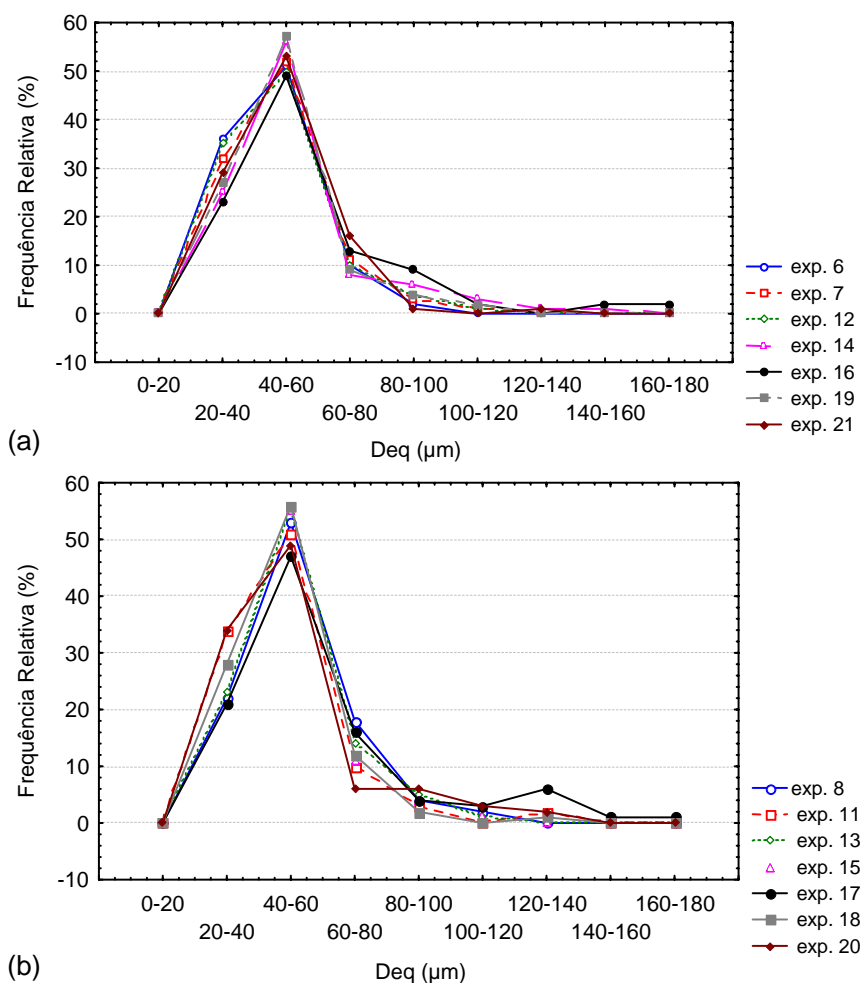 60
50
40
30
20
10
0
-10
Frequência Relativa (%)
0-20 40-60 80-100 120-140 160-180
20-40 60-80 100-120 140-160
Deq (µm)
exp. 6
exp. 7
exp. 12
exp. 14
exp. 16
exp. 19
exp. 21
(a)
60
50
40
30
20
10
0
-10
Frequência Relativa (%)
0-20 40-60 80-100 120-140 160-180
20-40 60-80 100-120 140-160
Deq (µm)
exp. 8
exp. 11
exp. 13
exp. 15
exp. 17
exp. 18
exp. 20
(b)